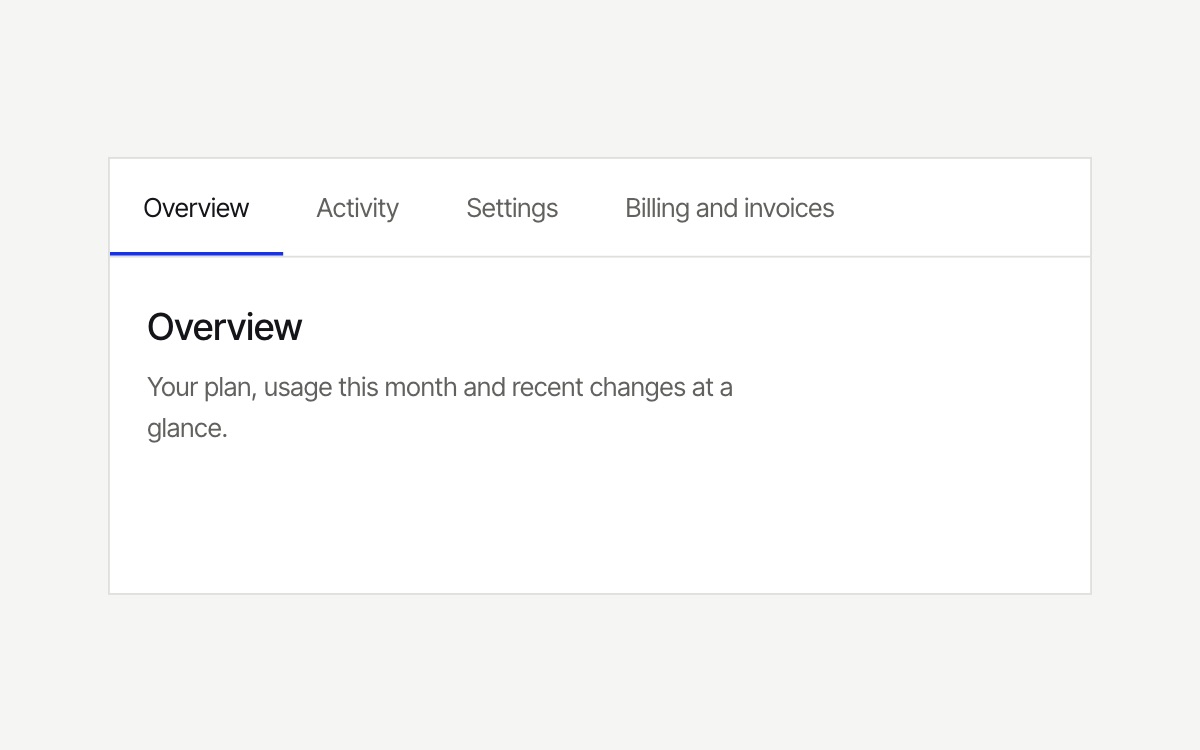 Overview Activity Settings Billing and invoices
Overview
Your plan, usage this month and recent changes at a
glance.